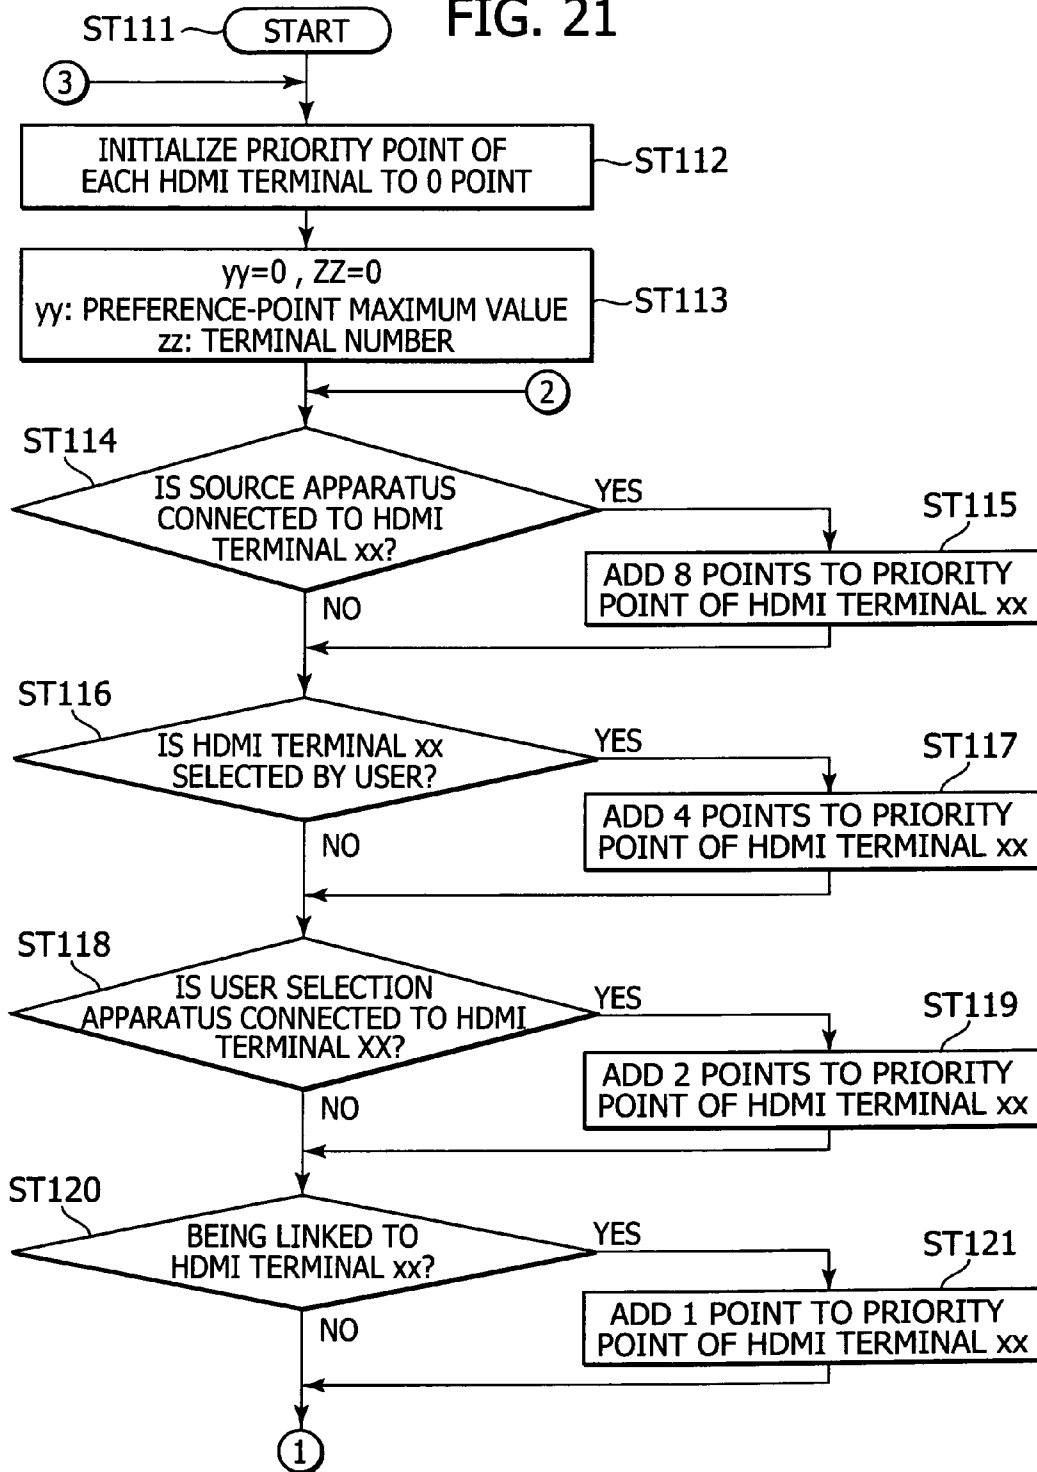 FIG. 21
ST111
START
3
INITIALIZE PRIORITY POINT OF
EACH HDMI TERMINAL TO 0 POINT
ST112
yy=0 , ZZ=0
yy: PREFERENCE-POINT MAXIMUM VALUE
zz: TERMINAL NUMBER
ST113
2
ST114
IS SOURCE APPARATUS
CONNECTED TO HDMI
TERMINAL xx?
YES
NO
ST115
ADD 8 POINTS TO PRIORITY
POINT OF HDMI TERMINAL xx
ST116
IS HDMI TERMINAL xx
SELECTED BY USER?
YES
NO
ST117
ADD 4 POINTS TO PRIORITY
POINT OF HDMI TERMINAL xx
ST118
IS USER SELECTION
APPARATUS CONNECTED TO HDMI
TERMINAL XX?
YES
NO
ST119
ADD 2 POINTS TO PRIORITY
POINT OF HDMI TERMINAL xx
ST120
BEING LINKED TO
HDMI TERMINAL xx?
YES
NO
ST121
ADD 1 POINT TO PRIORITY
POINT OF HDMI TERMINAL xx
1